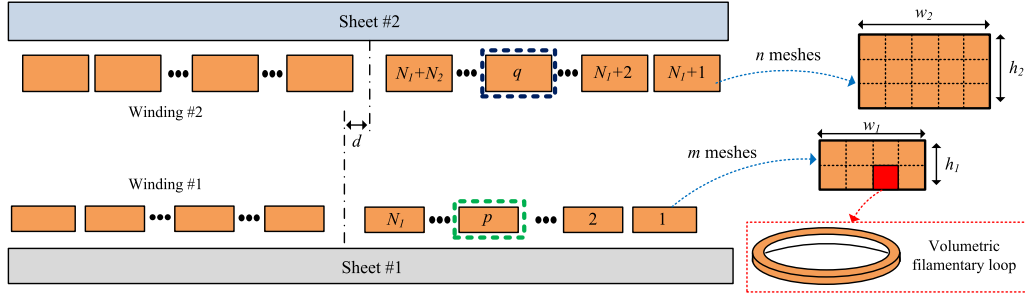 Sheet #2
w₂
N₁+N₂
q
N₁+2
N₁+1
n meshes
h₂
Winding #2
d
w₁
m meshes
h₁
Winding #1
N₁
p
2
1
Sheet #1
Volumetric
filamentary loop